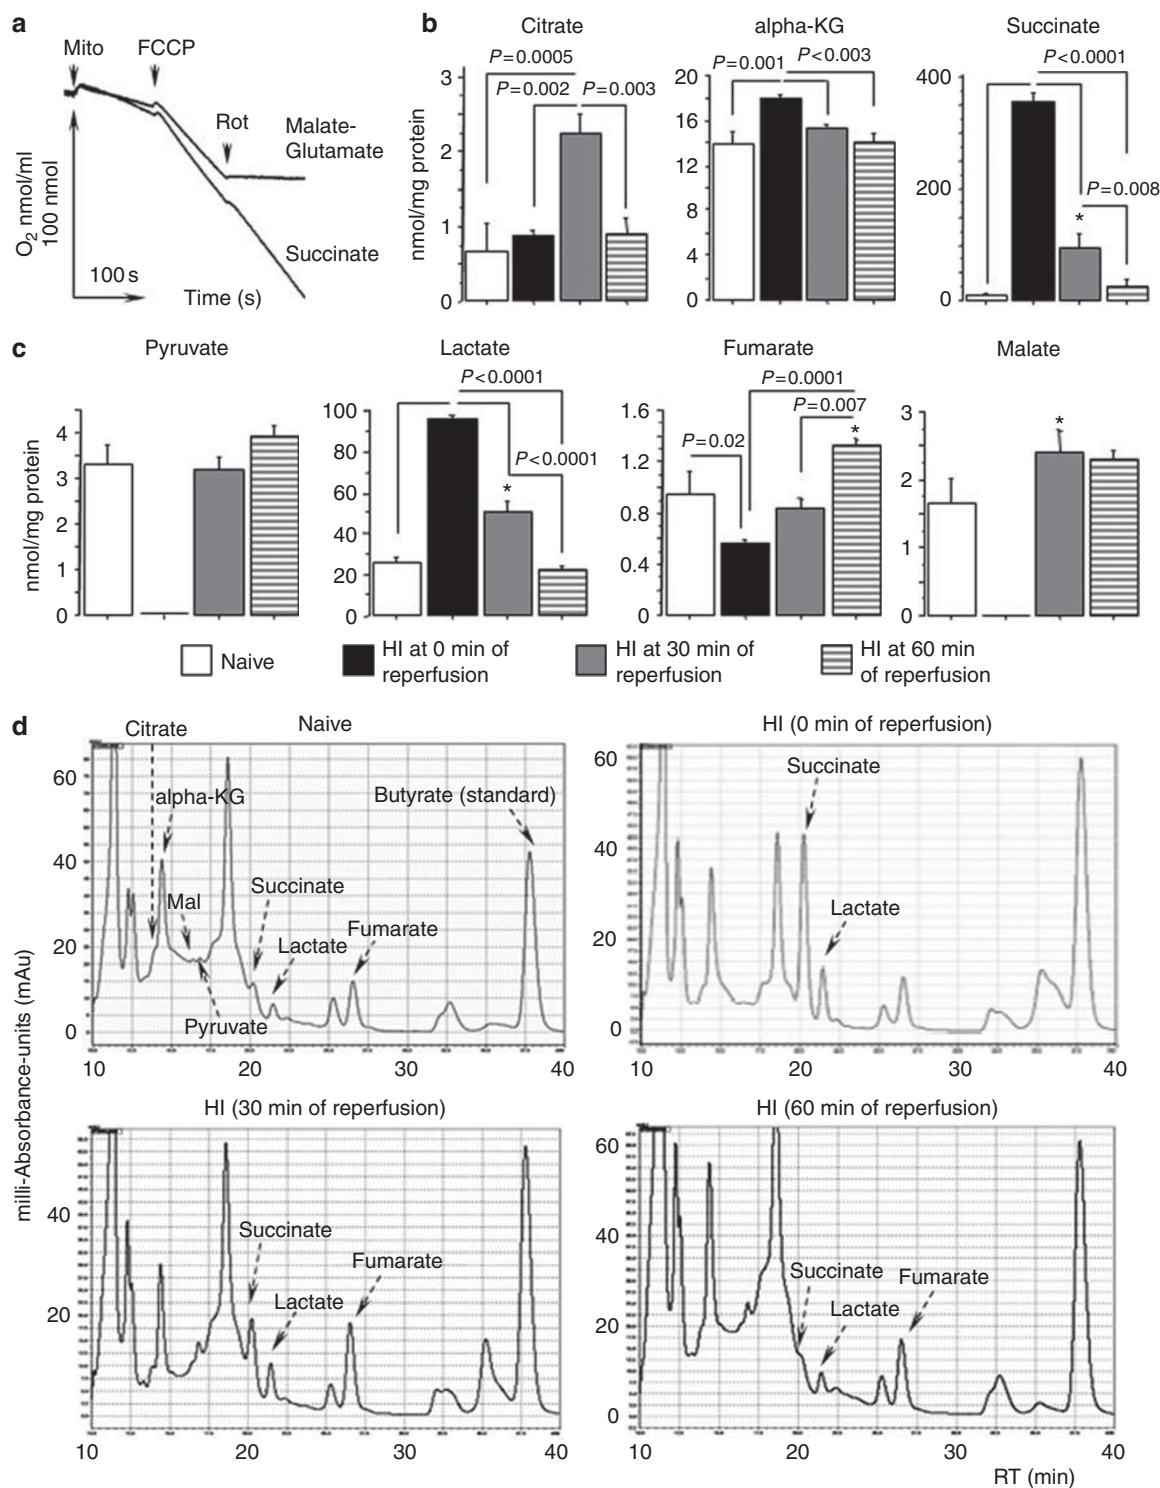 a
Mito
FCCP
Rot
Malate-
Glutamate
Succinate
O2 nmol/ml
100 nmol
100 s
Time (s)
b
Citrate
alpha-KG
Succinate
nmol/mg protein
P=0.0005
P=0.002
P=0.003
3
2
1
0
P=0.001
P<0.003
20
16
12
8
4
0
P<0.0001
P=0.008
*
400
200
0
c
Pyruvate
Lactate
Fumarate
Malate
nmol/mg protein
4
3
2
1
0
P<0.0001
P<0.0001
*
100
80
60
40
20
0
P=0.0001
P=0.007
P=0.02
*
1.6
1.2
0.8
0.4
0
*
3
2
1
0
Naive
HI at 0 min of
reperfusion
HI at 30 min of
reperfusion
HI at 60 min
of reperfusion
d
milli-Absorbance-units (mAu)
Naive
Citrate
alpha-KG
Butyrate (standard)
Mal
Succinate
Lactate
Fumarate
Pyruvate
60
40
20
0
10
20
30
40
HI (0 min of reperfusion)
Succinate
Lactate
60
40
20
0
10
20
30
40
HI (30 min of reperfusion)
Succinate
Fumarate
Lactate
40
20
10
20
30
40
HI (60 min of reperfusion)
Succinate
Fumarate
Lactate
60
40
20
0
10
20
30
40
RT (min)